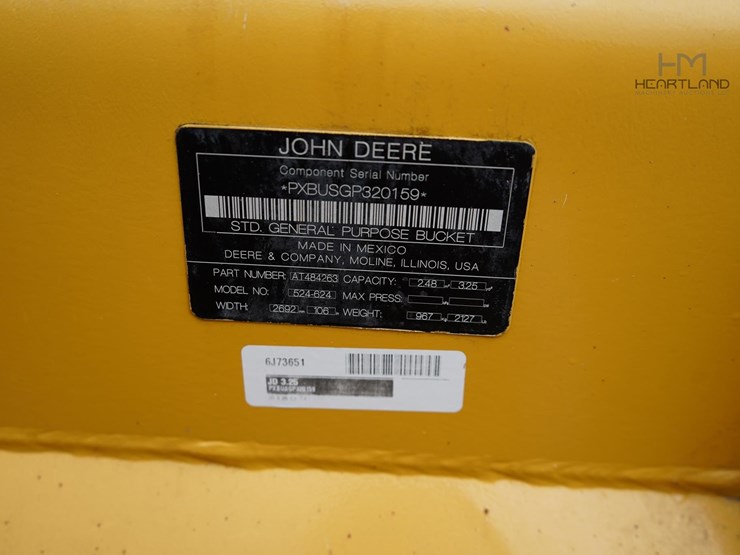 HM
HEARTLAND
JOHN DEERE
Component Serial Number
*PXBUSGP320159*
STD. GENERAL PURPOSE BUCKET
MADE IN MEXICO
DEERE & COMPANY, MOLINE, ILLINOIS, USA
PART NUMBER: AT484263 CAPACITY: 2.48 3.25
MODEL NO: 524-624 MAX PRESS:
WIDTH: 2692 106 WEIGHT: 967 2127
6J73651
JD 3.25
PXBUSGP320159